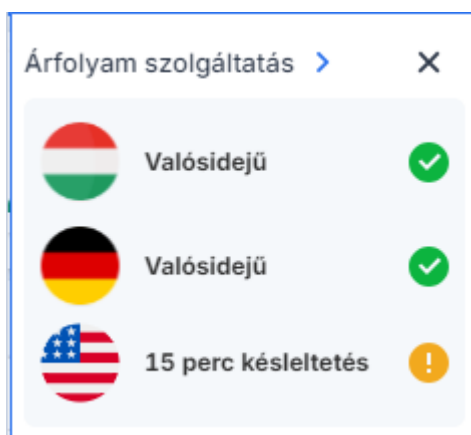 Árfolyam szolgáltatás
Valósidejű
Valósidejű
15 perc késleltetés